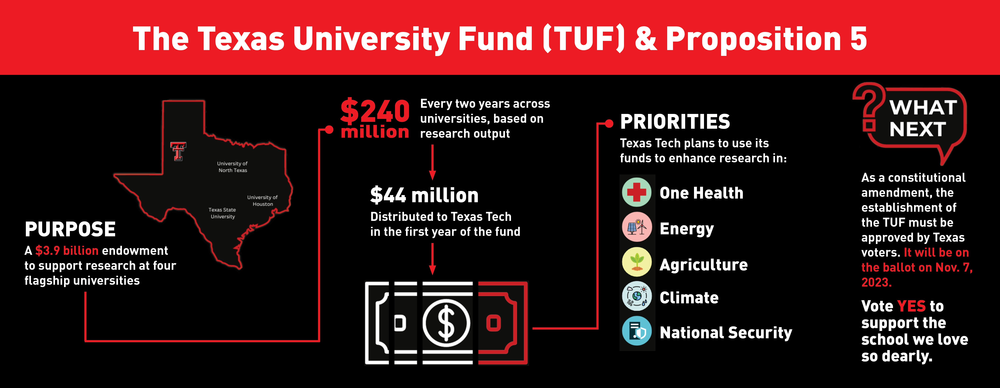 The Texas University Fund (TUF) & Proposition 5
University of
North Texas
University of
Houston
Texas State
University
PURPOSE
A $3.9 billion endowment
to support research at four
flagship universities
$240
million
Every two years across
universities, based on
research output
$44 million
Distributed to Texas Tech
in the first year of the fund
$
PRIORITIES
Texas Tech plans to use its
funds to enhance research in:
One Health
Energy
Agriculture
Climate
National Security
?
WHAT
NEXT
As a constitutional
amendment, the
establishment of
the TUF must be
approved by Texas
voters. It will be on
the ballot on Nov. 7,
2023.
Vote YES to
support the
school we love
so dearly.